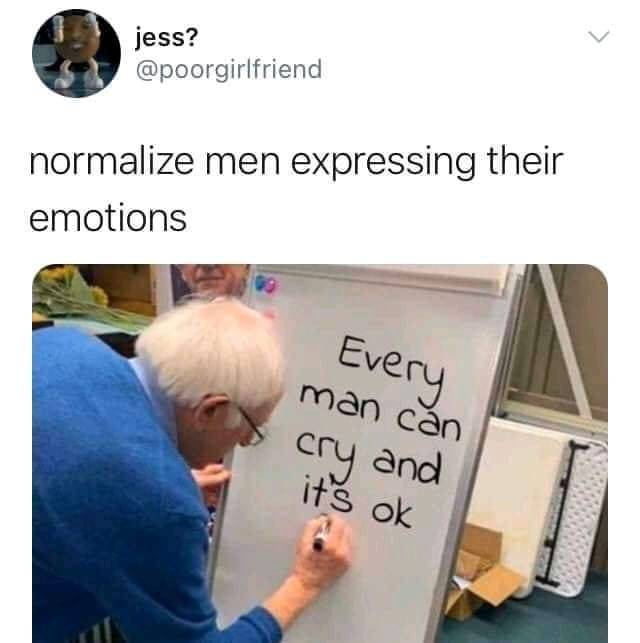 jess?
@poorgirlfriend
normalize men expressing their
emotions
Every
man can
cry and
it's ok